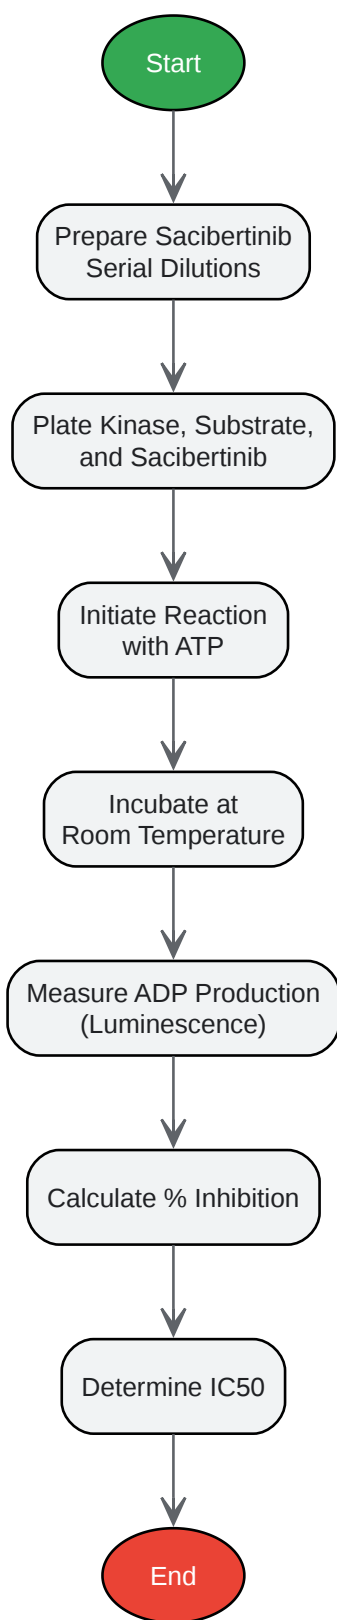 Start
Prepare Sacibertinib
Serial Dilutions
Plate Kinase, Substrate,
and Sacibertinib
Initiate Reaction
with ATP
Incubate at
Room Temperature
Measure ADP Production
(Luminescence)
Calculate % Inhibition
Determine IC50
End